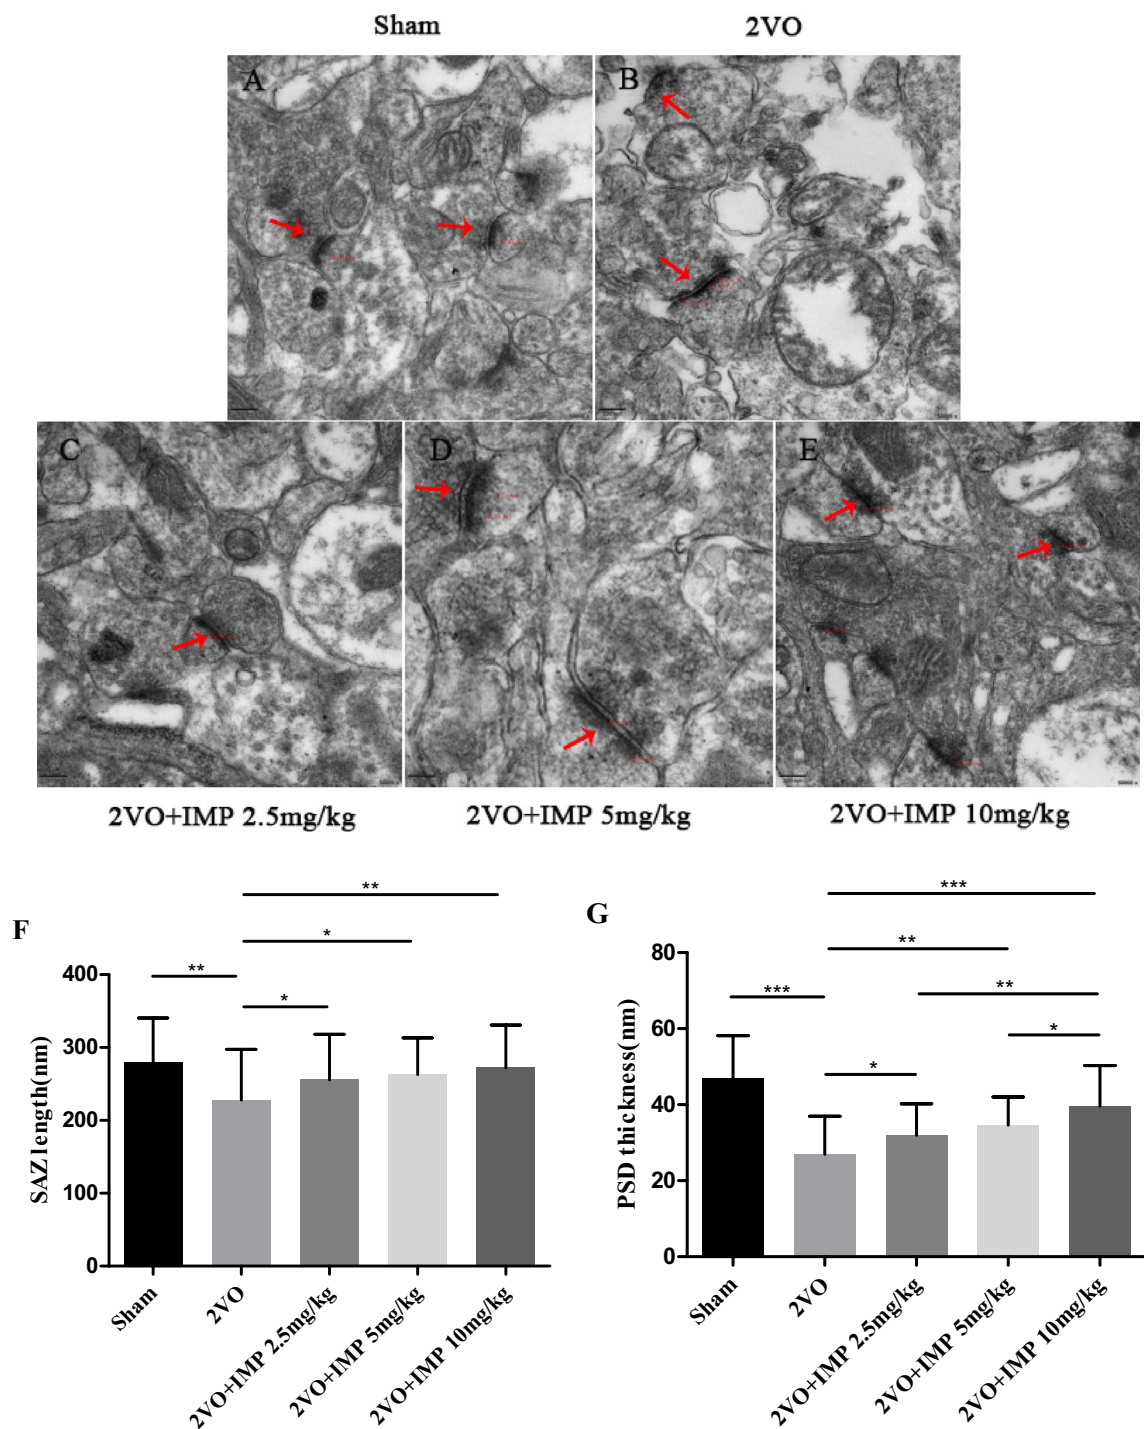 Sham 2VO
A B
C D E
2VO+IMP 2.5mg/kg 2VO+IMP 5mg/kg 2VO+IMP 10mg/kg
F
**
*
**
*
400
300
200
100
0
SAZ length(nm)
Sham
2VO
2VO+IMP 2.5mg/kg
2VO+IMP 5mg/kg
2VO+IMP 10mg/kg
G
***
**
***
**
*
*
80
60
40
20
0
PSD thickness(nm)
Sham
2VO
2VO+IMP 2.5mg/kg
2VO+IMP 5mg/kg
2VO+IMP 10mg/kg